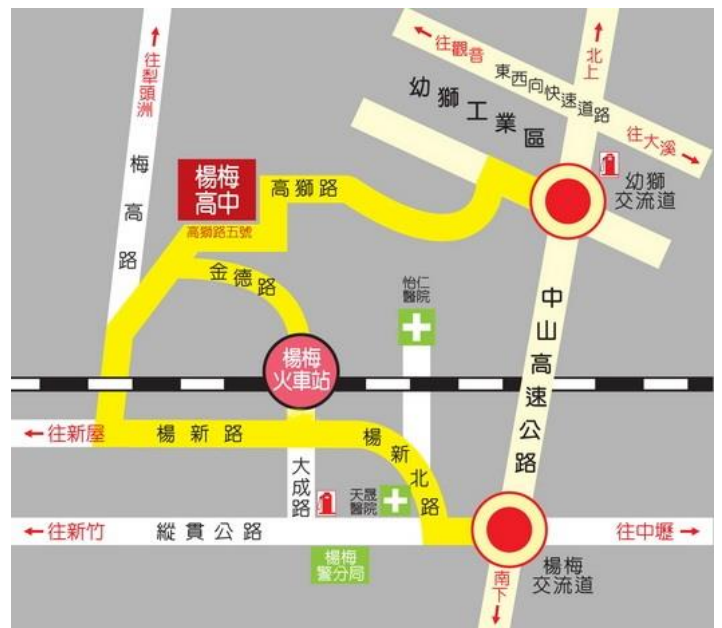 往觀音
東西向快速道路
往大溪
北上
往犁頭洲
幼獅工業區
楊梅
高中
高獅路五號
高獅路
幼獅
交流道
梅高路
金德路
怡仁
醫院
中山高速公路
楊梅
火車站
往新屋
楊新路
楊新北路
大成路
天晟
醫院
往新竹
縱貫公路
往中壢
楊梅
警分局
楊梅
交流道
南下